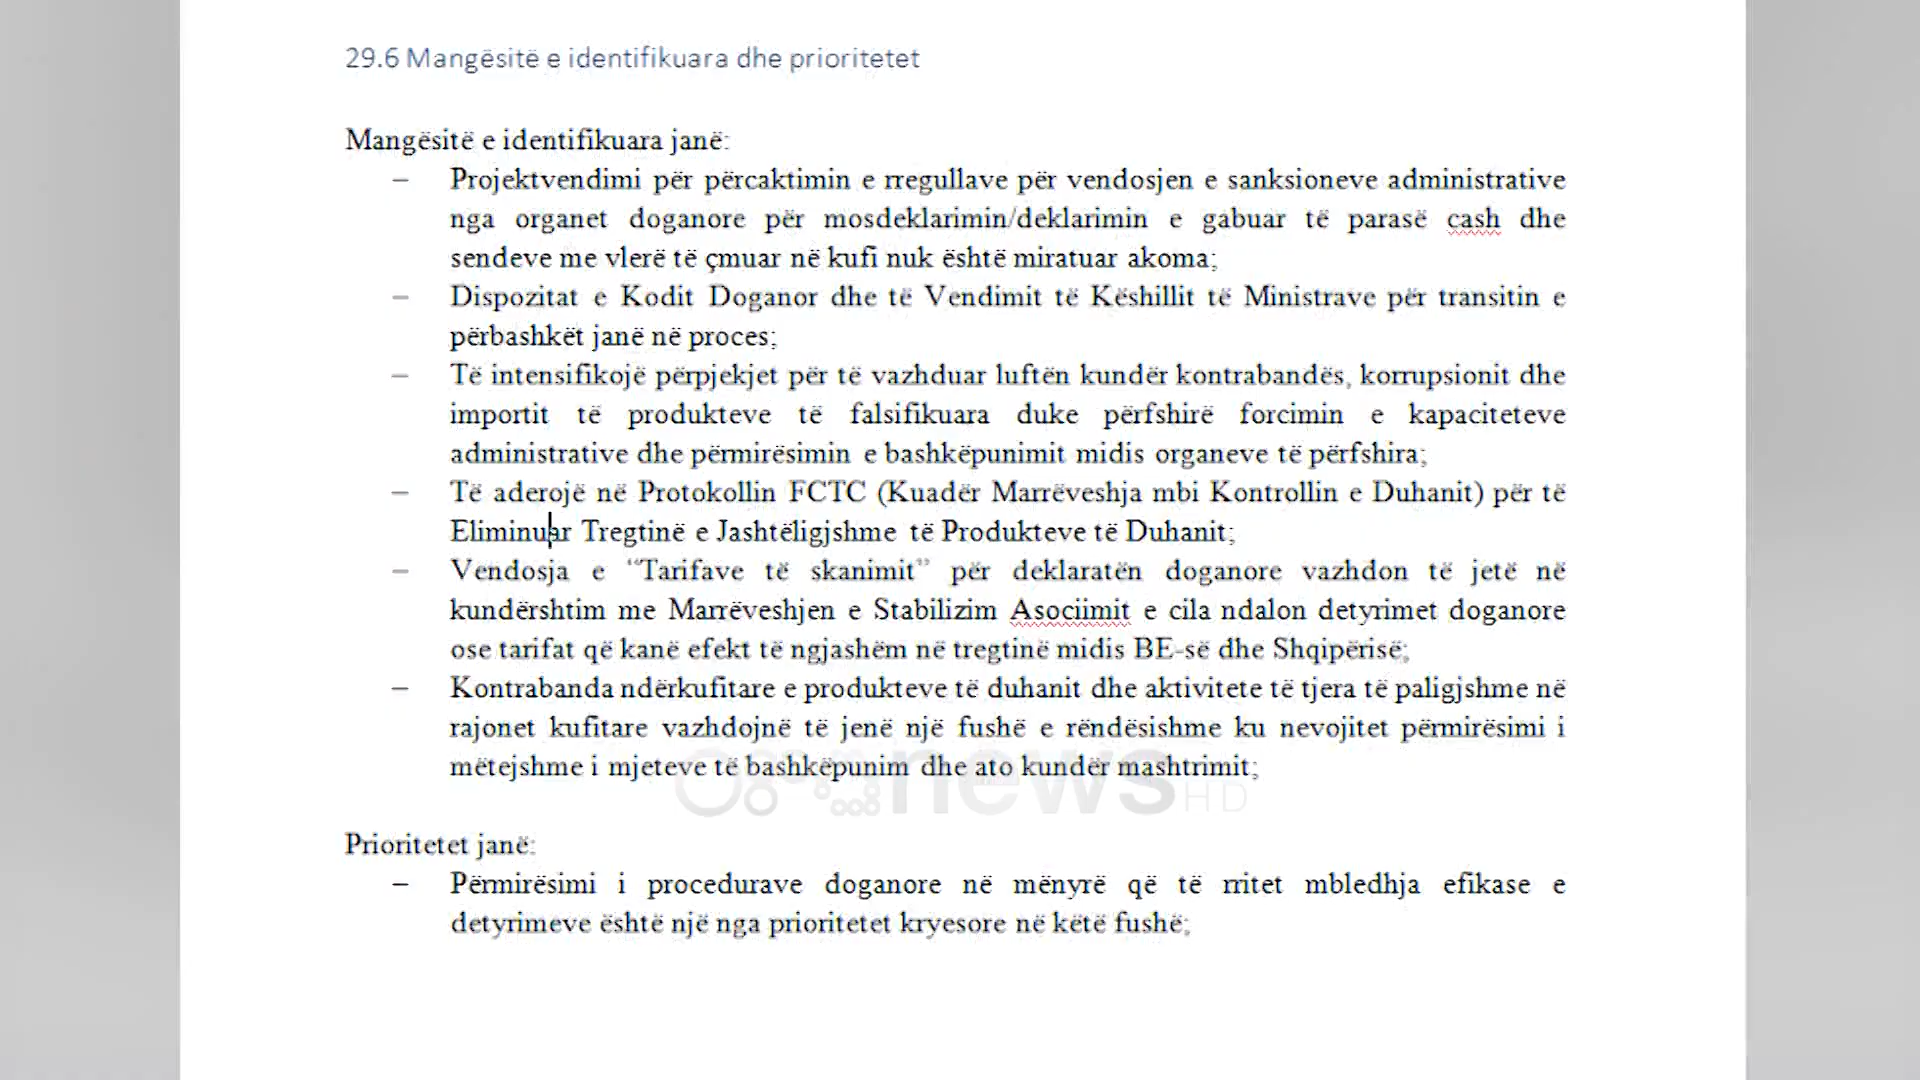 29.6 Mangësitë e identifikuara dhe prioritetet
Mangësitë e identifikuara janë:
– Projektvendimi për përcaktimin e rregullave për vendosjen e sanksioneve administrative
nga organet doganore për mosdeklarimin/deklarimin e gabuar të parasë cash dhe
sendeve me vlerë të çmuar në kufi nuk është miratuar akoma;
– Dispozitat e Kodit Doganor dhe të Vendimit të Këshillit të Ministrave për transitin e
përbashkët janë në proces;
– Të intensifikojë përpjekjet për të vazhduar luftën kundër kontrabandës, korrupsionit dhe
importit të produkteve të falsifikuara duke përfshirë forcimin e kapaciteteve
administrative dhe përmirësimin e bashkëpunimit midis organeve të përfshira;
– Të aderojë në Protokollin FCTC (Kuadër Marrëveshja mbi Kontrollin e Duhanit) për të
Eliminuar Tregtinë e Jashtëligjshme të Produkteve të Duhanit;
– Vendosja e “Tarifave të skanimit” për deklaratën doganore vazhdon të jetë në
kundërshtim me Marrëveshjen e Stabilizim Asociimit e cila ndalon detyrimet doganore
ose tarifat që kanë efekt të ngjashëm në tregtinë midis BE-së dhe Shqipërisë;
– Kontrabanda ndërkufitare e produkteve të duhanit dhe aktivitete të tjera të paligjshme në
rajonet kufitare vazhdojnë të jenë një fushë e rëndësishme ku nevojitet përmirësimi i
mëtejshme i mjeteve të bashkëpunim dhe ato kundër mashtrimit;
news HD
Prioritetet janë:
– Përmirësimi i procedurave doganore në mënyrë që të rritet mbledhja efikase e
detyrimeve është një nga prioritetet kryesore në këtë fushë;